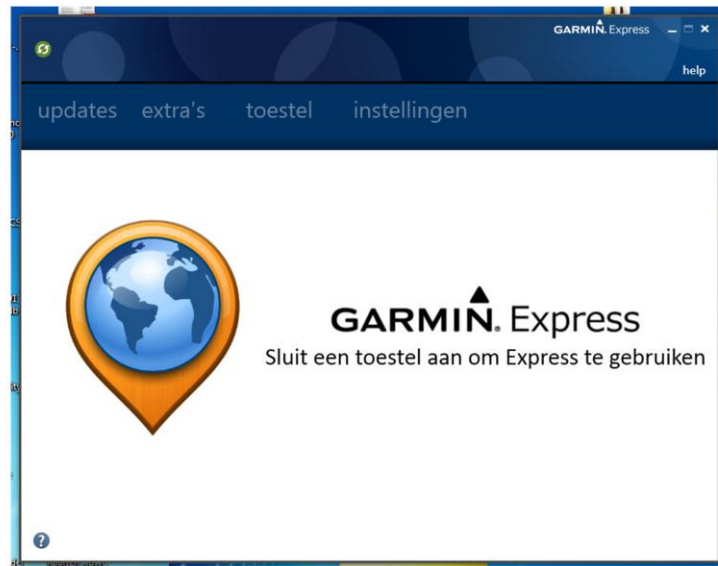 GARMIN. Express
help
updates extra's toestel instellingen
GARMIN. Express
Sluit een toestel aan om Express te gebruiken
?